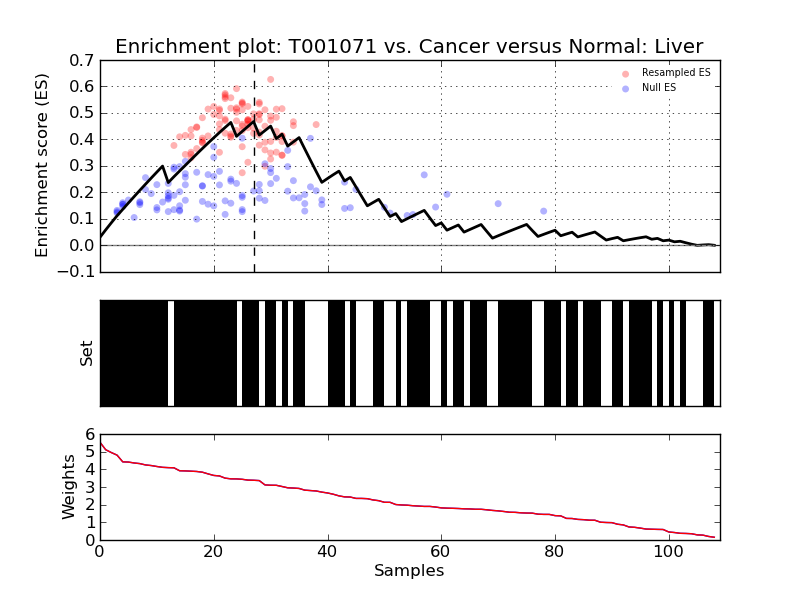 Enrichment plot: T001071 vs. Cancer versus Normal: Liver
Enrichment score (ES)
0.7
0.6
0.5
0.4
0.3
0.2
0.1
0.0
−0.1
Resampled ES
Null ES
Set
Weights
6
5
4
3
2
1
0
0 20 40 60 80 100
Samples